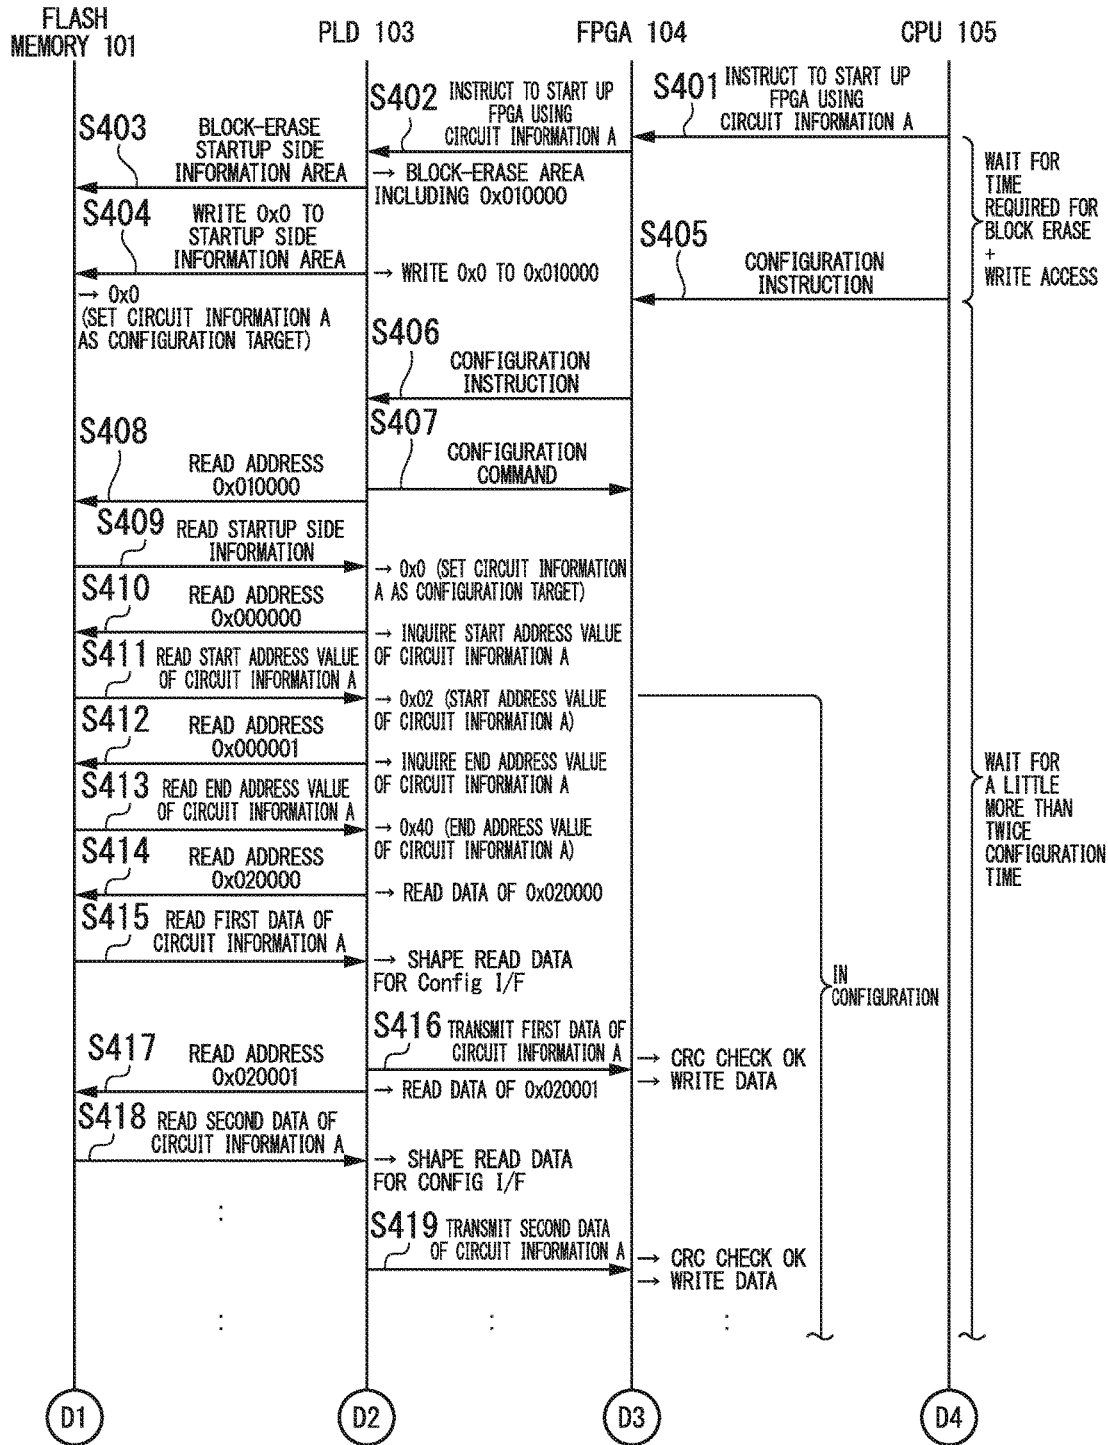 FLASH
MEMORY 101
PLD 103
FPGA 104
CPU 105
S401
INSTRUCT TO START UP
FPGA USING
CIRCUIT INFORMATION A
S402
INSTRUCT TO START UP
FPGA USING
CIRCUIT INFORMATION A
S403
BLOCK-ERASE
STARTUP SIDE
INFORMATION AREA
→ BLOCK-ERASE AREA
INCLUDING 0x010000
WAIT FOR
TIME
REQUIRED FOR
BLOCK ERASE
+
WRITE ACCESS
S404
WRITE 0x0 TO
STARTUP SIDE
INFORMATION AREA
→ WRITE 0x0 TO 0x010000
→ 0x0
(SET CIRCUIT INFORMATION A
AS CONFIGURATION TARGET)
S405
CONFIGURATION
INSTRUCTION
S406
CONFIGURATION
INSTRUCTION
S407
CONFIGURATION
COMMAND
S408
READ ADDRESS
0x010000
S409
READ STARTUP SIDE
INFORMATION
→ 0x0 (SET CIRCUIT INFORMATION
A AS CONFIGURATION TARGET)
S410
READ ADDRESS
0x000000
→ INQUIRE START ADDRESS VALUE
OF CIRCUIT INFORMATION A
S411
READ START ADDRESS VALUE
OF CIRCUIT INFORMATION A
→ 0x02 (START ADDRESS VALUE
OF CIRCUIT INFORMATION A)
S412
READ ADDRESS
0x000001
→ INQUIRE END ADDRESS VALUE
OF CIRCUIT INFORMATION A
S413
READ END ADDRESS VALUE
OF CIRCUIT INFORMATION A
→ 0x40 (END ADDRESS VALUE
OF CIRCUIT INFORMATION A)
WAIT FOR
A LITTLE
MORE THAN
TWICE
CONFIGURATION
TIME
S414
READ ADDRESS
0x020000
→ READ DATA OF 0x020000
S415
READ FIRST DATA OF
CIRCUIT INFORMATION A
→ SHAPE READ DATA
FOR Config I/F
IN
CONFIGURATION
S416
TRANSMIT FIRST DATA OF
CIRCUIT INFORMATION A
→ CRC CHECK OK
→ WRITE DATA
S417
READ ADDRESS
0x020001
→ READ DATA OF 0x020001
S418
READ SECOND DATA OF
CIRCUIT INFORMATION A
→ SHAPE READ DATA
FOR CONFIG I/F
:
S419
TRANSMIT SECOND DATA
OF CIRCUIT INFORMATION A
→ CRC CHECK OK
→ WRITE DATA
: : :
D1
D2
D3
D4